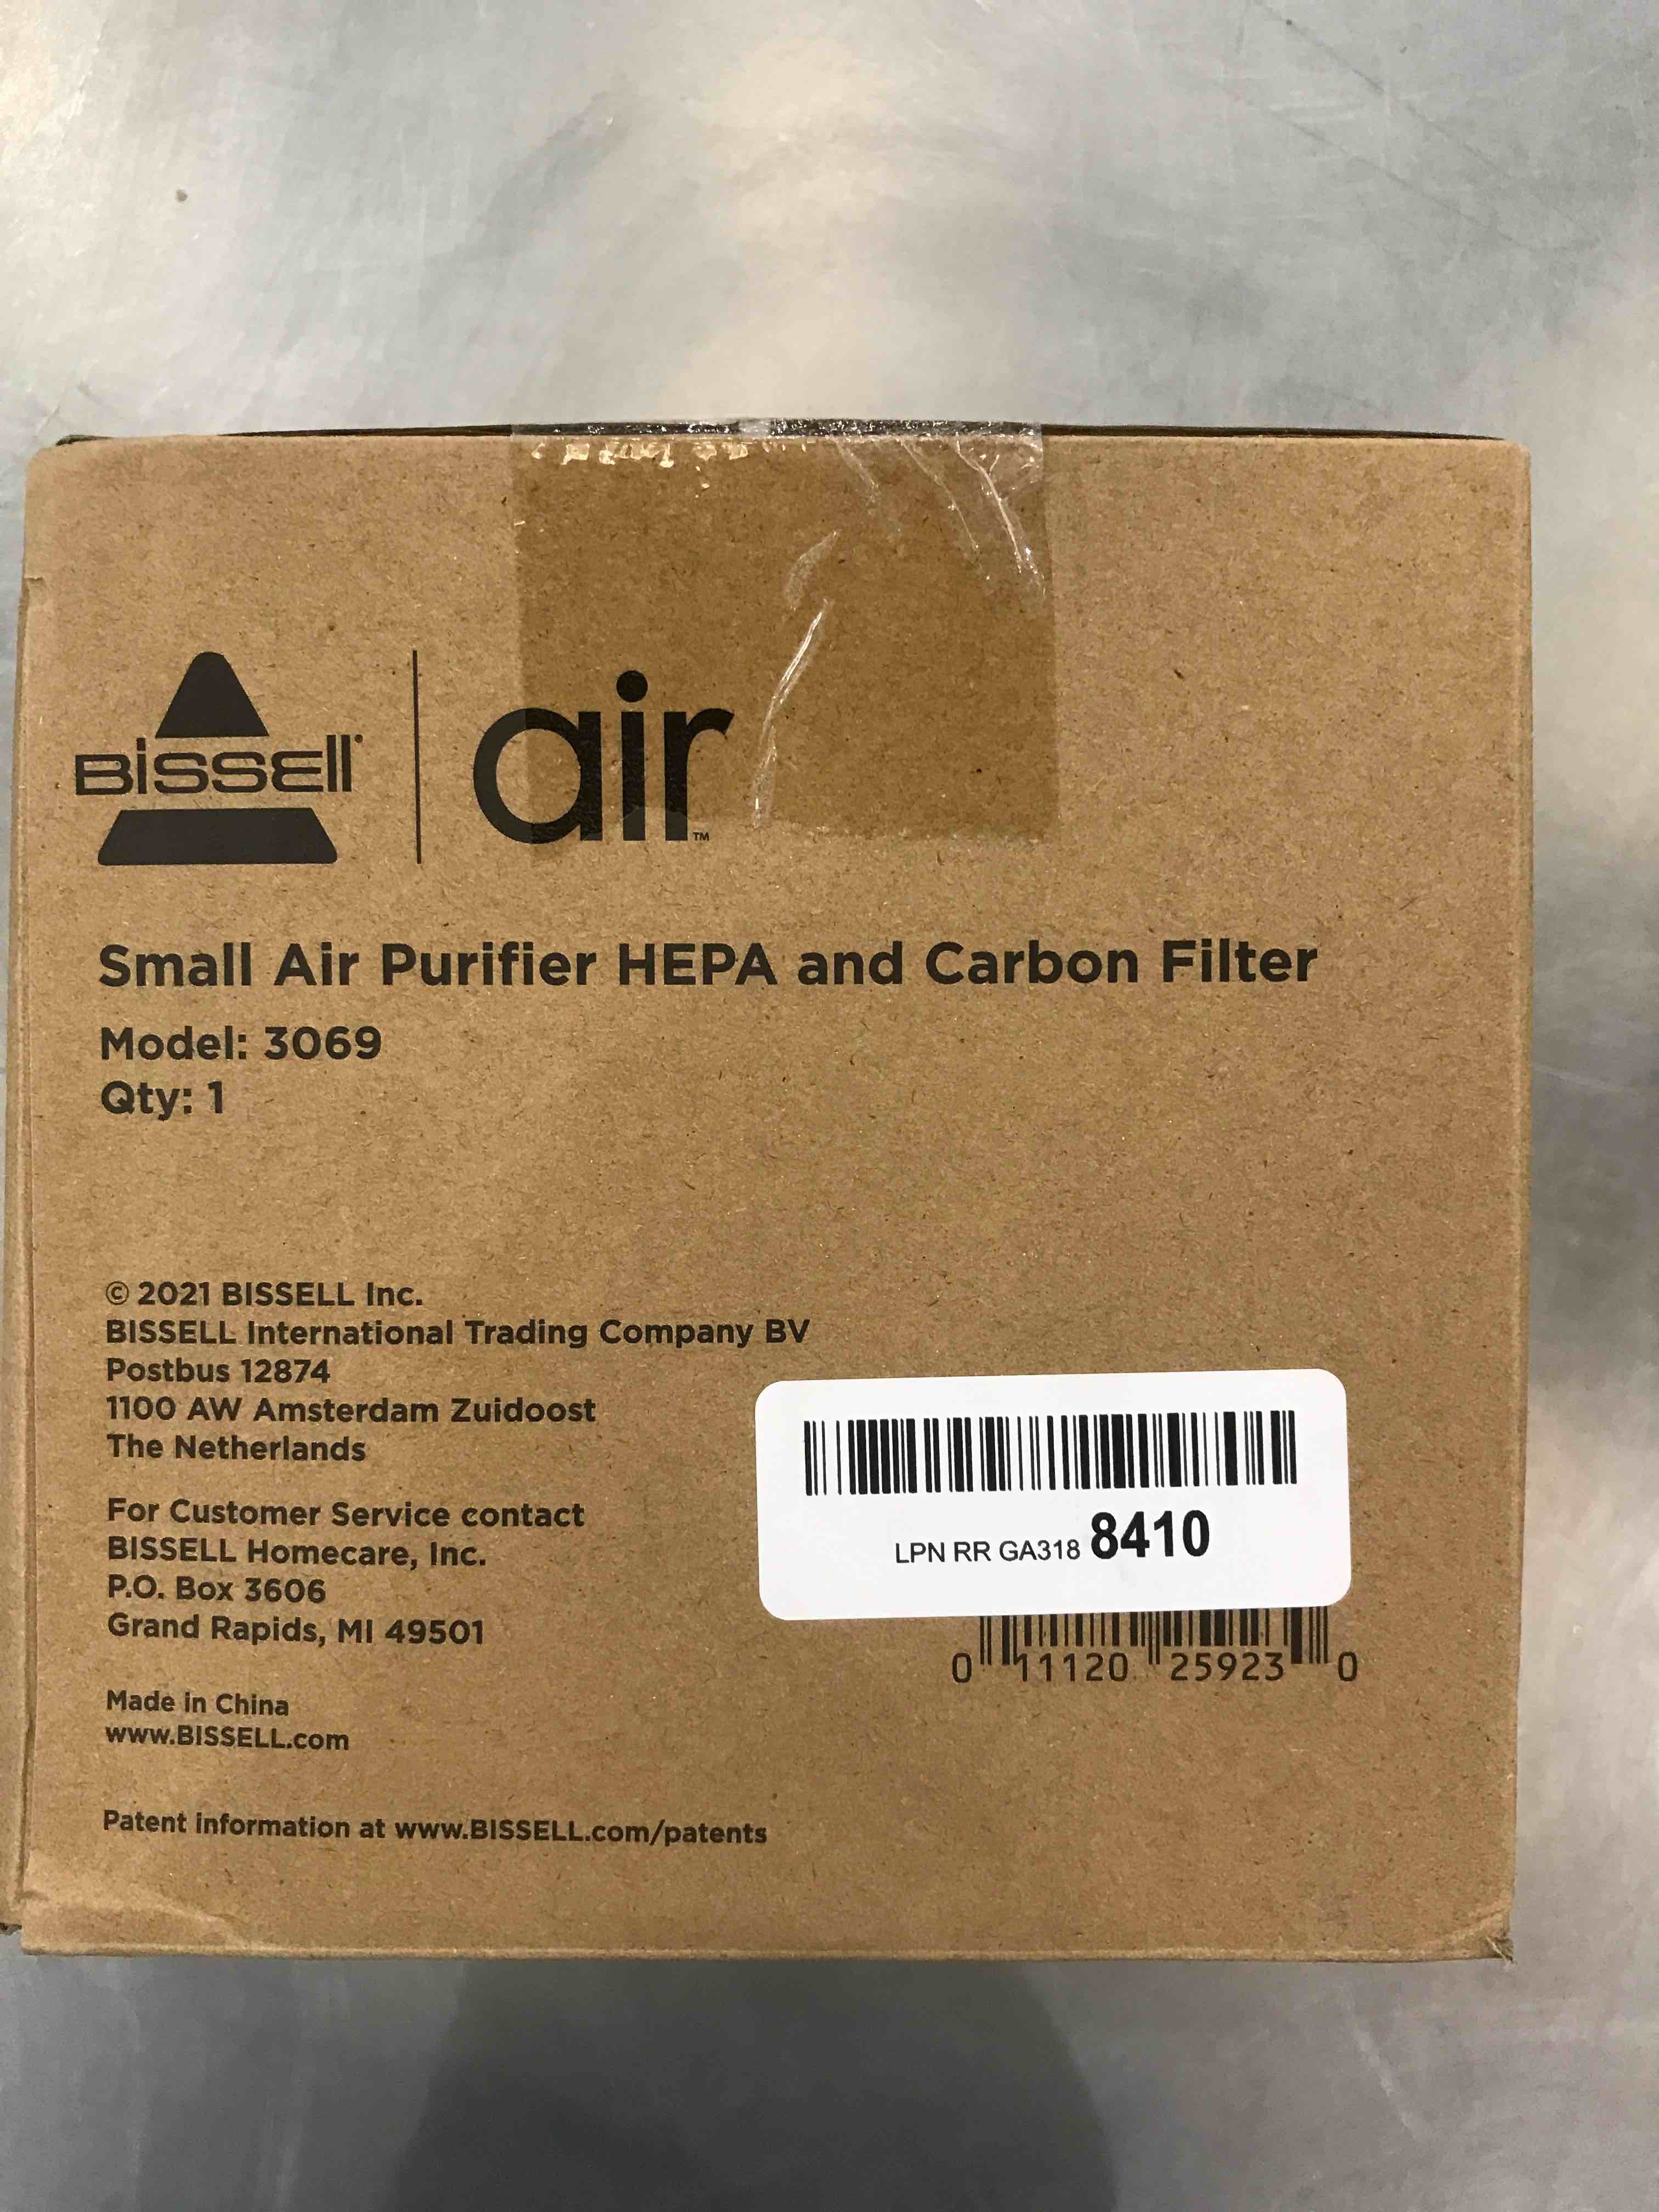 BISSELL®
air™
Small Air Purifier HEPA and Carbon Filter
Model: 3069
Qty: 1
© 2021 BISSELL Inc.
BISSELL International Trading Company BV
Postbus 12874
1100 AW Amsterdam Zuidoost
The Netherlands
For Customer Service contact
BISSELL Homecare, Inc.
P.O. Box 3606
Grand Rapids, MI 49501
Made in China
www.BISSELL.com
Patent information at www.BISSELL.com/patents
LPN RR GA318 8410
0 11120 25923 0